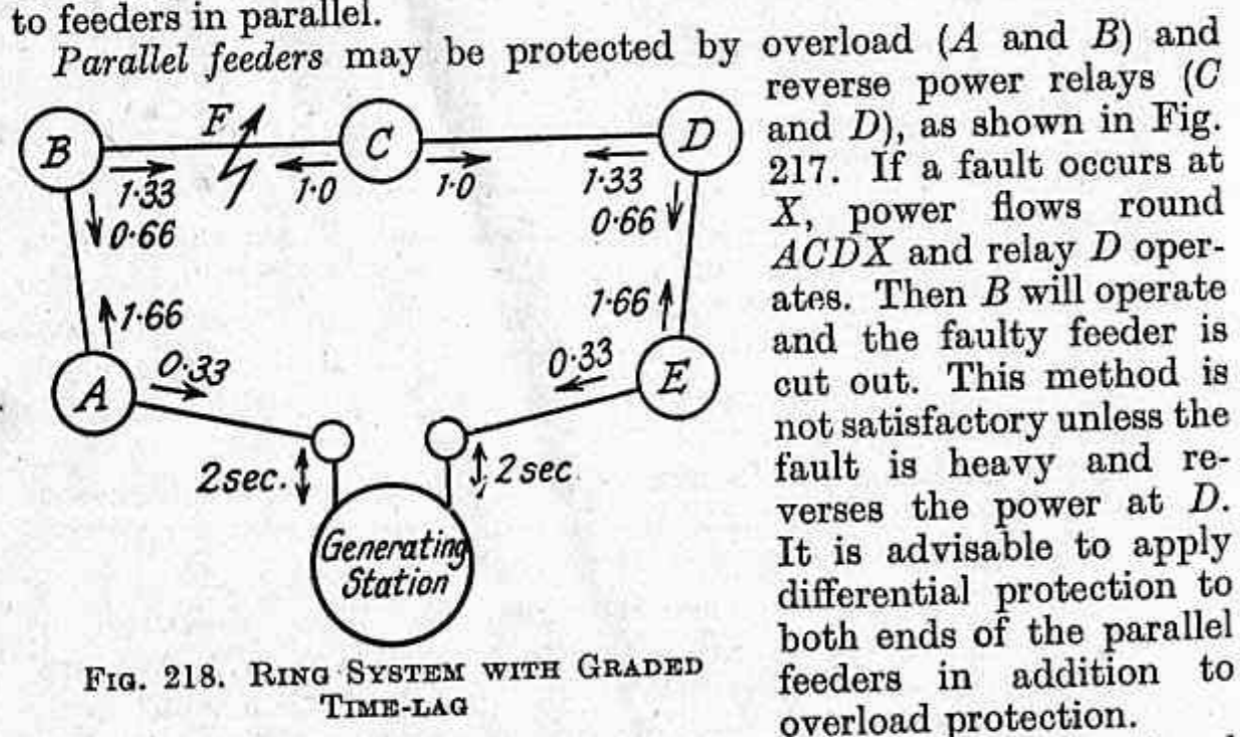 to feeders in parallel.
Parallel feeders may be protected by overload (A and B) and
reverse power relays (C
and D), as shown in Fig.
217. If a fault occurs at
X, power flows round
ACDX and relay D oper-
ates. Then B will operate
and the faulty feeder is
cut out. This method is
not satisfactory unless the
fault is heavy and re-
verses the power at D.
It is advisable to apply
differential protection to
both ends of the parallel
feeders in addition to
overload protection.
B
F
C
D
1·33
1·0
1·0
1·33
0·66
0·66
1·66
1·66
A
0·33
0·33
E
2sec.
2sec.
Generating
Station
FIG. 218. RING SYSTEM WITH GRADED
TIME-LAG